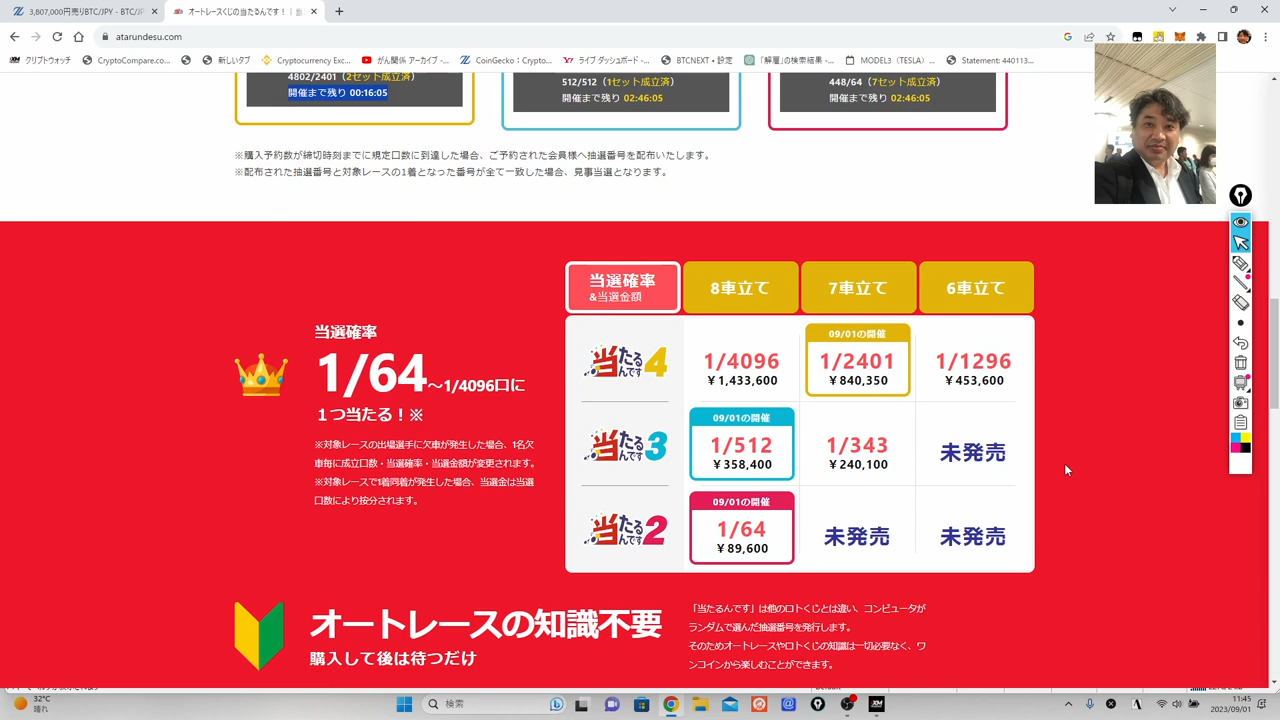 3,807,000円売りBTC/JPY - BTC/JP
オートレースくじの当たるんです！｜当
atarundesu.com
クリプトウォッチ
CryptoCompare.co...
新しいタブ
Cryptocurrency Exc...
がん関係 アーカイブ -...
CoinGecko：Crypto...
ライブ ダッシュボード -...
BTCNEXT • 設定
「解雇」の検索結果 -...
MODEL3（TESLA）...
Statement: 440113...
4802/2401（2セット成立済）
開催まで残り 00:16:05
512/512（1セット成立済）
開催まで残り 02:46:05
448/64（7セット成立済）
開催まで残り 02:46:05
※購入予約数が締切時刻までに規定口数に到達した場合、ご予約された会員様へ抽選番号を配布いたします。
※配布された抽選番号と対象レースの1着となった番号が全て一致した場合、見事当選となります。
当選確率
1/64～1/4096口に
１つ当たる！※
※対象レースの出場選手に欠車が発生した場合、1名欠
車毎に成立口数・当選確率・当選金額が変更されます。
※対象レースで1着同着が発生した場合、当選金は当選
口数により按分されます。
当選確率
&当選金額
8車立て
7車立て
6車立て
当たるんです4
1/4096
￥1,433,600
09/01の開催
1/2401
￥840,350
1/1296
￥453,600
当たるんです3
09/01の開催
1/512
￥358,400
1/343
￥240,100
未発売
当たるんです2
09/01の開催
1/64
￥89,600
未発売
未発売
オートレースの知識不要
購入して後は待つだけ
「当たるんです」は他のロトくじとは違い、コンピュータが
ランダムで選んだ抽選番号を発行します。
そのためオートレースやロトくじの知識は一切必要なく、ワ
ンコインから楽しむことができます。
32°C
晴れ
検索
A
11:45
2023/09/01